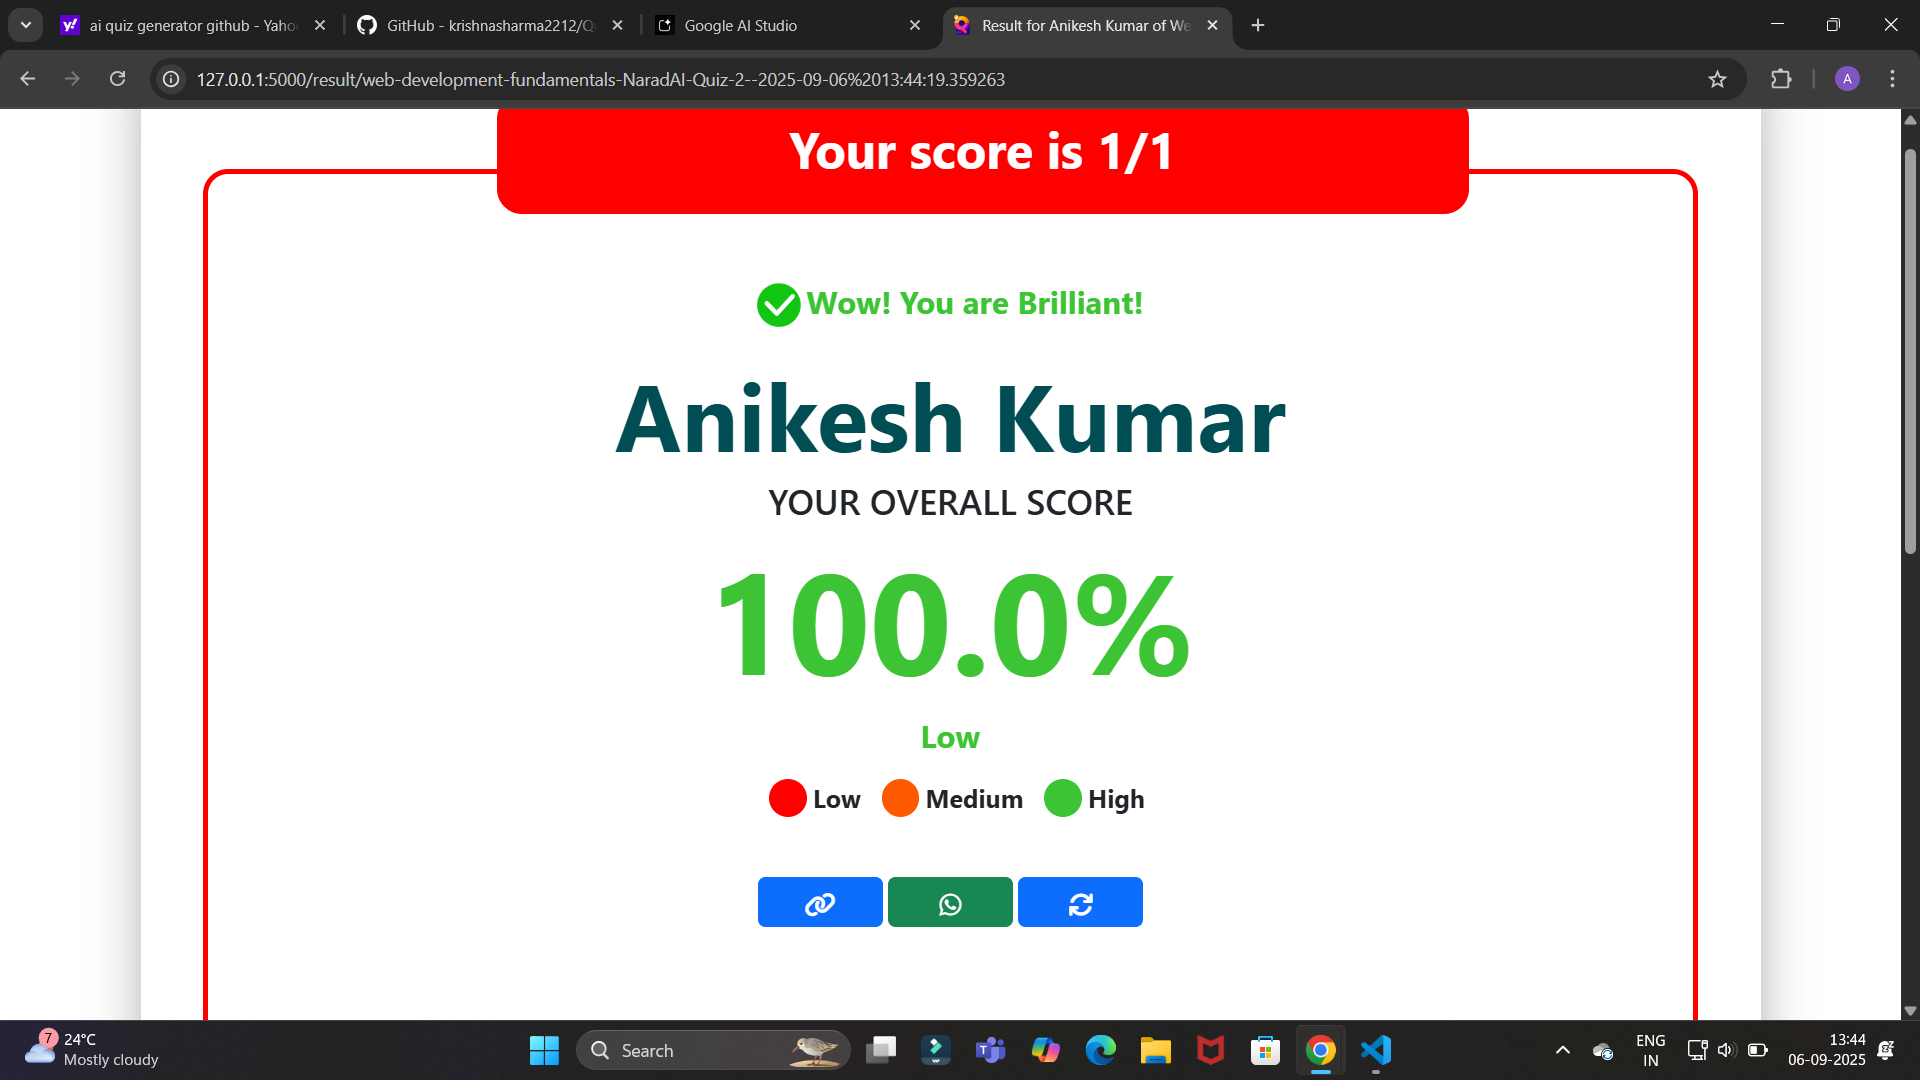 ai quiz generator github - Yaho
GitHub - krishnasharma2212/Q
Google AI Studio
Result for Anikesh Kumar of We
127.0.0.1:5000/result/web-development-fundamentals-NaradAI-Quiz-2--2025-09-06%2013:44:19.359263
A
Your score is 1/1
Wow! You are Brilliant!
Anikesh Kumar
YOUR OVERALL SCORE
100.0%
Low
Low Medium High
7
24°C
Mostly cloudy
Search
ENG
IN
13:44
06-09-2025